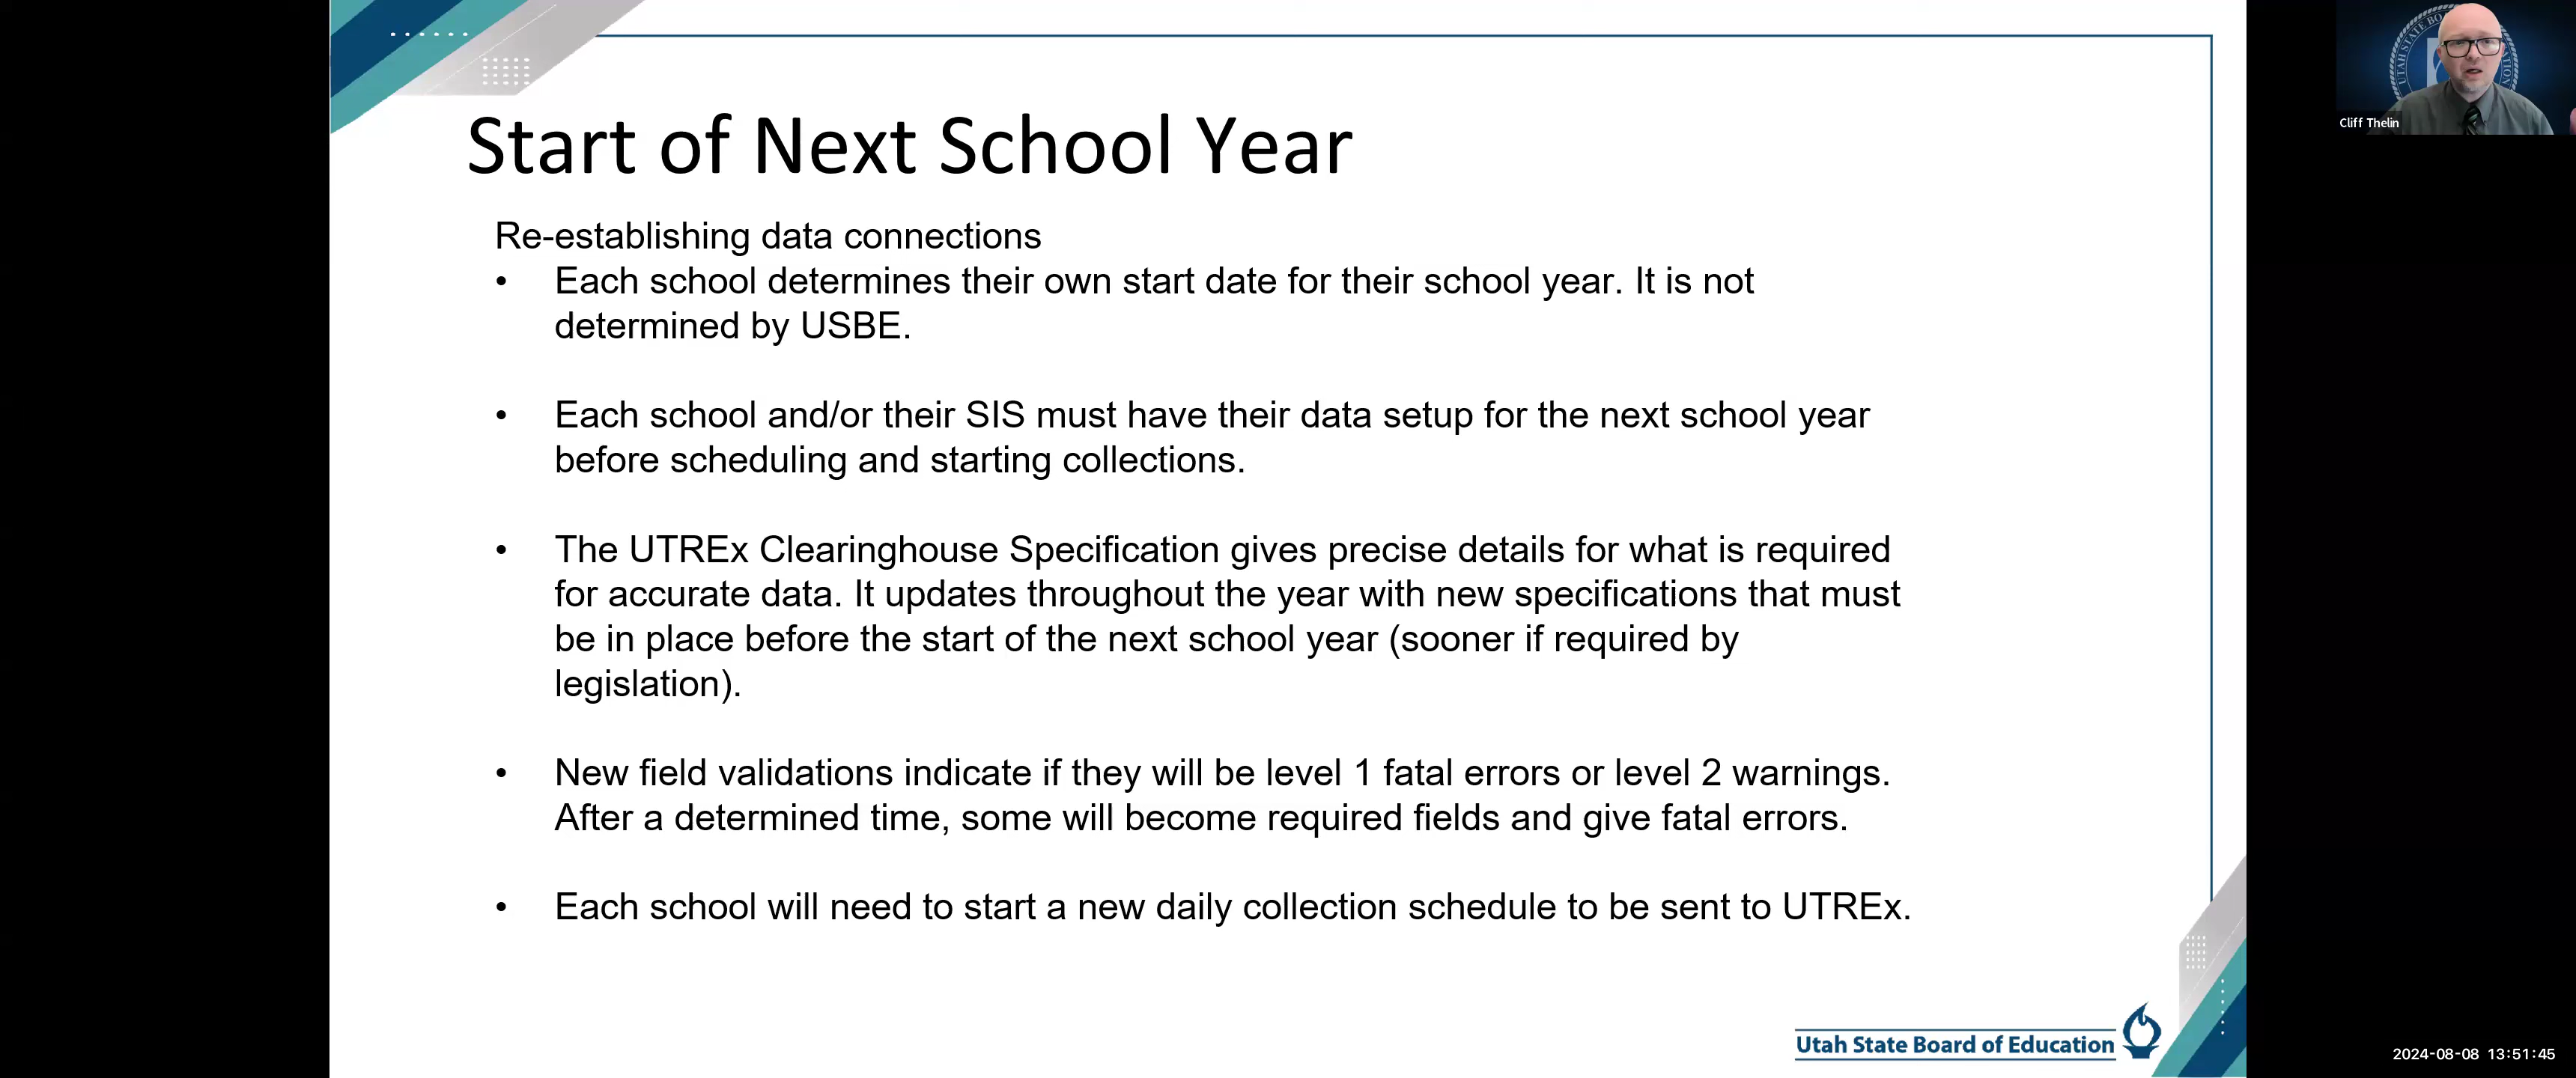 Start of Next School Year
Re-establishing data connections
• Each school determines their own start date for their school year. It is not
determined by USBE.
• Each school and/or their SIS must have their data setup for the next school year
before scheduling and starting collections.
• The UTREx Clearinghouse Specification gives precise details for what is required
for accurate data. It updates throughout the year with new specifications that must
be in place before the start of the next school year (sooner if required by
legislation).
• New field validations indicate if they will be level 1 fatal errors or level 2 warnings.
After a determined time, some will become required fields and give fatal errors.
• Each school will need to start a new daily collection schedule to be sent to UTREx.
Utah State Board of Education
UTAH STATE BO
Cliff Thelin
2024-08-08 13:51:45